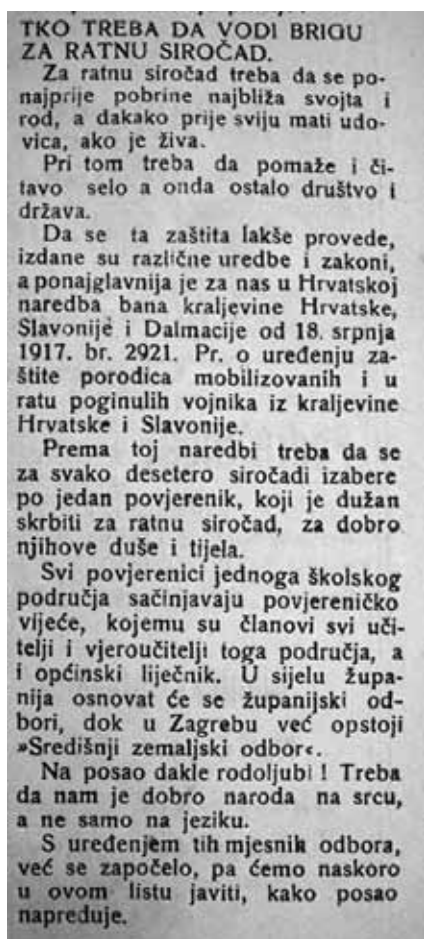 TKO TREBA DA VODI BRIGU
ZA RATNU SIROČAD.
Za ratnu siročad treba da se po-
najprije pobrine najbliža svojta i
rod, a dakako prije sviju mati udo-
vica, ako je živa.
Pri tom treba da pomaže i či-
tavo selo a onda ostalo društvo i
država.
Da se ta zaštita lakše provede,
izdane su različne uredbe i zakoni,
a ponajglavnija je za nas u Hrvatskoj
naredba bana kraljevine Hrvatske,
Slavonije i Dalmacije od 18. srpnja
1917. br. 2921. Pr. o uređenju za-
štite porodica mobilizovanih i u
ratu poginulih vojnika iz kraljevine
Hrvatske i Slavonije.
Prema toj naredbi treba da se
za svako desetero siročadi izabere
po jedan povjerenik, koji je dužan
skrbiti za ratnu siročad, za dobro
njihove duše i tijela.
Svi povjerenici jednoga školskog
područja sačinjavaju povjereničko
vijeće, kojemu su članovi svi uči-
telji i vjeroučitelji toga područja, a
i općinski liječnik. U sijelu župa-
nija osnovat će se županijski od-
bori, dok u Zagrebu već opstoji
»Središnji zemaljski odbor«.
Na posao dakle rodoljubi! Treba
da nam je dobro naroda na srcu,
a ne samo na jeziku.
S uređenjem tih mjesnik odbora,
već se započelo, pa ćemo naskoro
u ovom listu javiti, kako posao
napreduje.